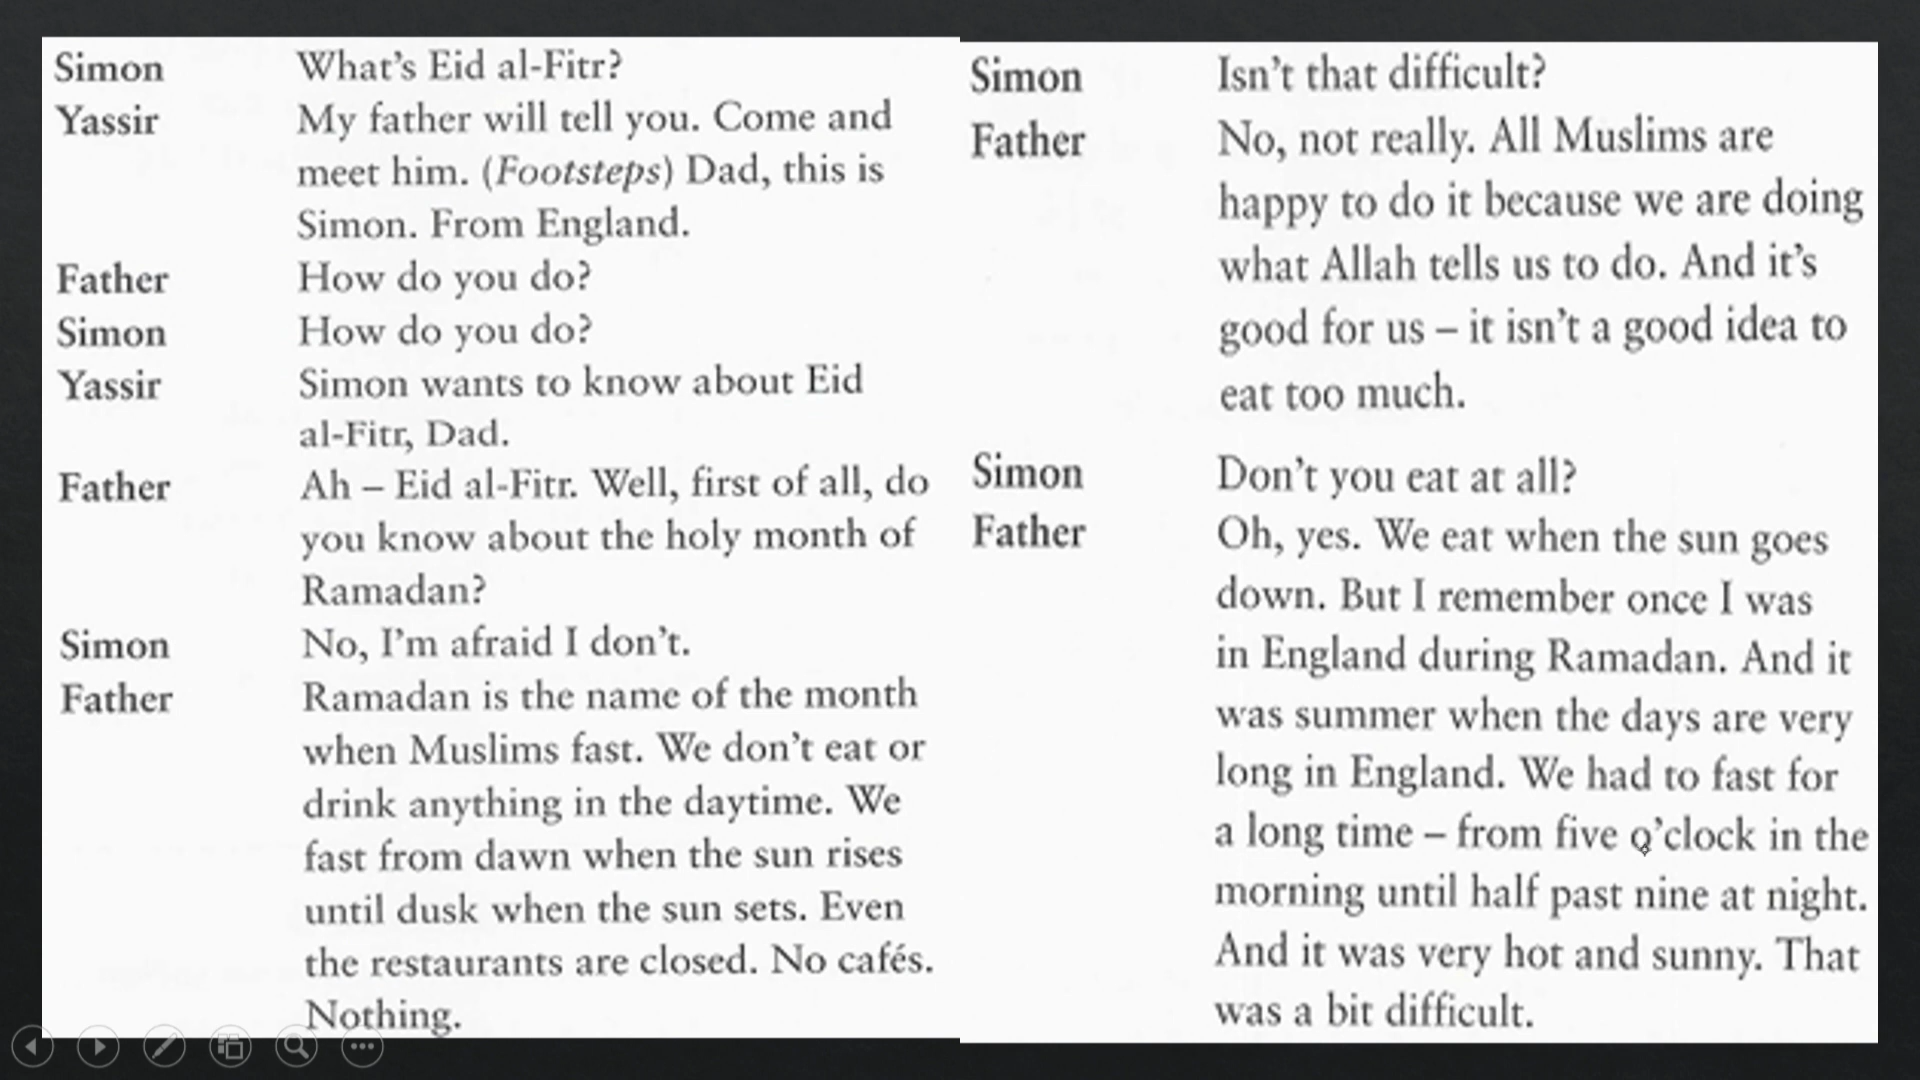 Simon What's Eid al-Fitr?
Yassir My father will tell you. Come and
meet him. (Footsteps) Dad, this is
Simon. From England.
Father How do you do?
Simon How do you do?
Yassir Simon wants to know about Eid
al-Fitr, Dad.
Father Ah – Eid al-Fitr. Well, first of all, do
you know about the holy month of
Ramadan?
Simon No, I'm afraid I don't.
Father Ramadan is the name of the month
when Muslims fast. We don't eat or
drink anything in the daytime. We
fast from dawn when the sun rises
until dusk when the sun sets. Even
the restaurants are closed. No cafés.
Nothing.
Simon Isn't that difficult?
Father No, not really. All Muslims are
happy to do it because we are doing
what Allah tells us to do. And it's
good for us – it isn't a good idea to
eat too much.
Simon Don't you eat at all?
Father Oh, yes. We eat when the sun goes
down. But I remember once I was
in England during Ramadan. And it
was summer when the days are very
long in England. We had to fast for
a long time – from five o'clock in the
morning until half past nine at night.
And it was very hot and sunny. That
was a bit difficult.